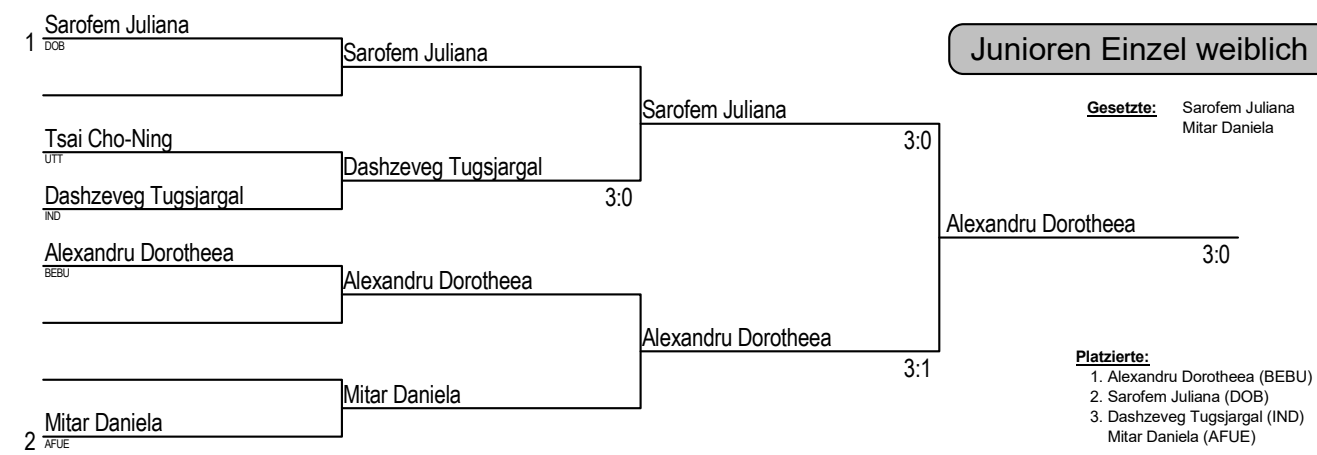 Junioren Einzel weiblich
Gesetzte: Sarofem Juliana
Mitar Daniela
1 Sarofem Juliana
DOB
Sarofem Juliana
Sarofem Juliana
3:0
Tsai Cho-Ning
UTT
Dashzeveg Tugsjargal
3:0
Dashzeveg Tugsjargal
IND
Alexandru Dorotheea
3:0
Alexandru Dorotheea
BEBU
Alexandru Dorotheea
Alexandru Dorotheea
3:1
Mitar Daniela
2 Mitar Daniela
AFUE
Platzierte:
1. Alexandru Dorotheea (BEBU)
2. Sarofem Juliana (DOB)
3. Dashzeveg Tugsjargal (IND)
Mitar Daniela (AFUE)